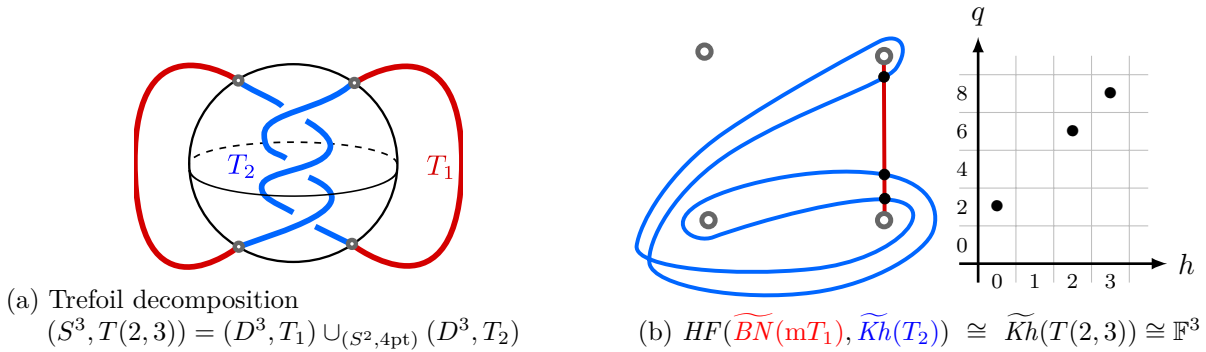 T₂
T₁
(a) Trefoil decomposition
(S³, T(2,3)) = (D³, T₁) ∪_(S²,4pt) (D³, T₂)
q
8
6
4
2
0
0 1 2 3
h
(b) HF(B̃N(mT₁), K̃h(T₂)) ≅ K̃h(T(2,3)) ≅ 𝔽³